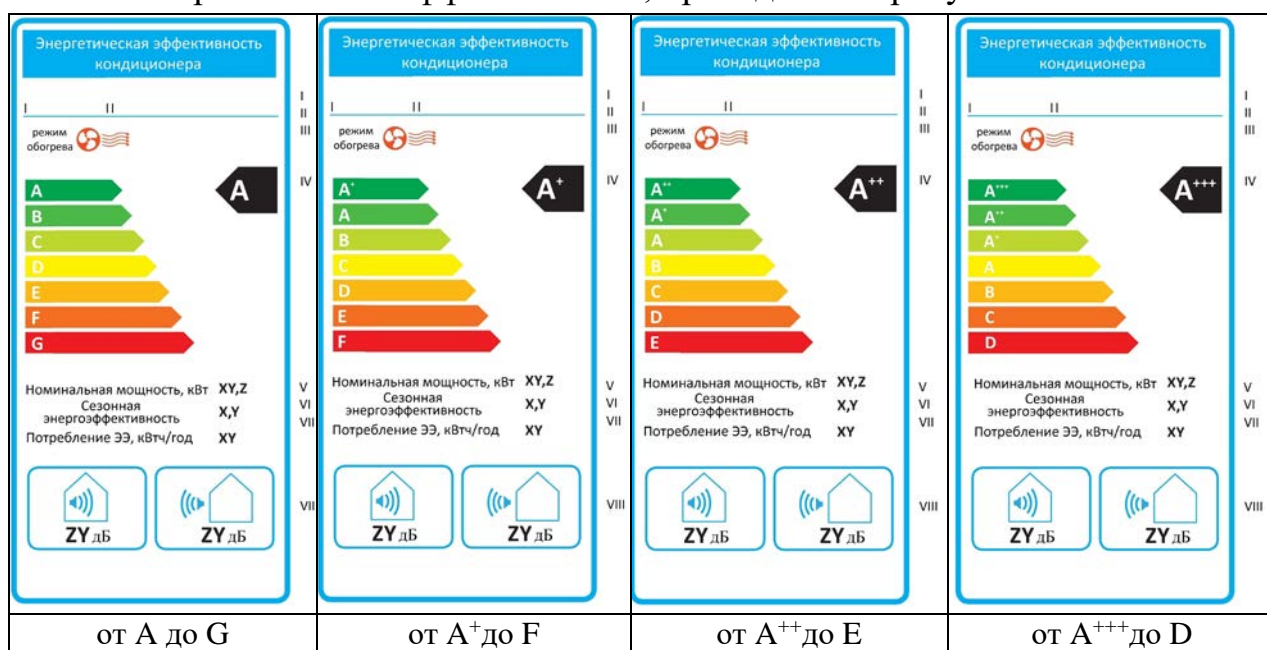 Энергетическая эффективность
кондиционера
I II
режим
обогрева
A
A
B
C
D
E
F
G
Номинальная мощность, кВт XY,Z
Сезонная
энергоэффективность X,Y
Потребление ЭЭ, кВтч/год XY
ZY дБ ZY дБ
I
II
III
IV
V
VI
VII
VII
от A до G
Энергетическая эффективность
кондиционера
I II
режим
обогрева
A⁺
A⁺
A
B
C
D
E
F
Номинальная мощность, кВт XY,Z
Сезонная
энергоэффективность X,Y
Потребление ЭЭ, кВтч/год XY
ZY дБ ZY дБ
I
II
III
IV
V
VI
VII
VIII
от A⁺до F
Энергетическая эффективность
кондиционера
I II
режим
обогрева
A⁺⁺
A⁺⁺
A⁺
A
B
C
D
E
Номинальная мощность, кВт XY,Z
Сезонная
энергоэффективность X,Y
Потребление ЭЭ, кВтч/год XY
ZY дБ ZY дБ
I
II
III
IV
V
VI
VII
VIII
от A⁺⁺до E
Энергетическая эффективность
кондиционера
I II
режим
обогрева
A⁺⁺⁺
A⁺⁺⁺
A⁺⁺
A⁺
A
B
C
D
Номинальная мощность, кВт XY,Z
Сезонная
энергоэффективность X,Y
Потребление ЭЭ, кВтч/год XY
ZY дБ ZY дБ
I
II
III
IV
V
VI
VII
VIII
от A⁺⁺⁺до D